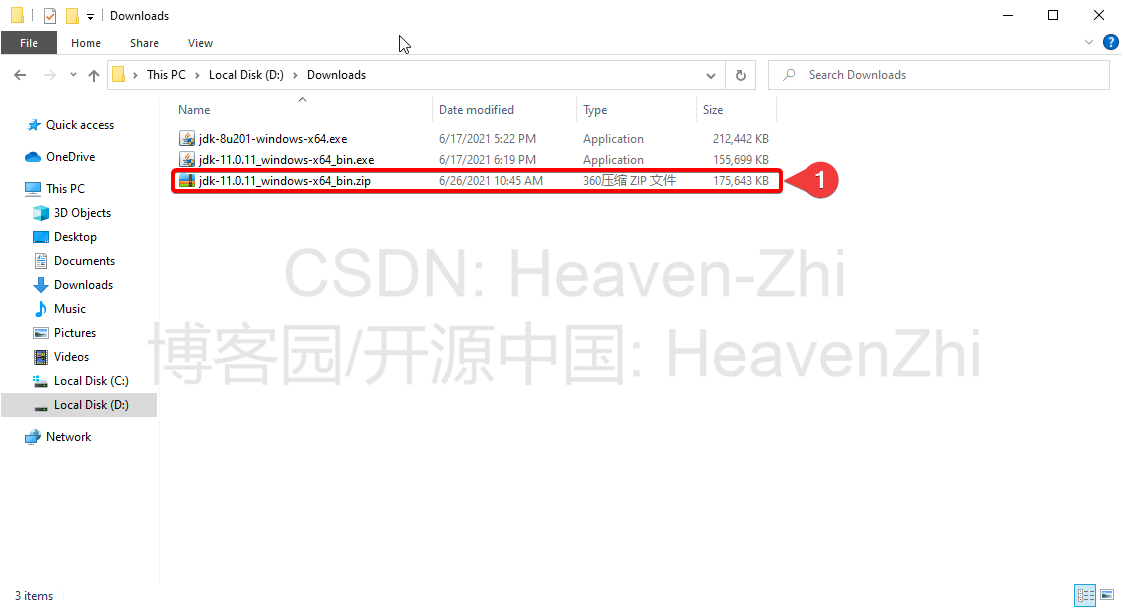 Downloads
File Home Share View
This PC Local Disk (D:) Downloads Search Downloads
Name Date modified Type Size
Quick access
OneDrive
This PC
3D Objects
Desktop
Documents
Downloads
Music
Pictures
Videos
Local Disk (C:)
Local Disk (D:)
Network
jdk-8u201-windows-x64.exe 6/17/2021 5:22 PM Application 212,442 KB
jdk-11.0.11_windows-x64_bin.exe 6/17/2021 6:19 PM Application 155,699 KB
jdk-11.0.11_windows-x64_bin.zip 6/26/2021 10:45 AM 360压缩 ZIP 文件 175,643 KB
1
CSDN: Heaven-Zhi
博客园/开源中国: HeavenZhi
3 items